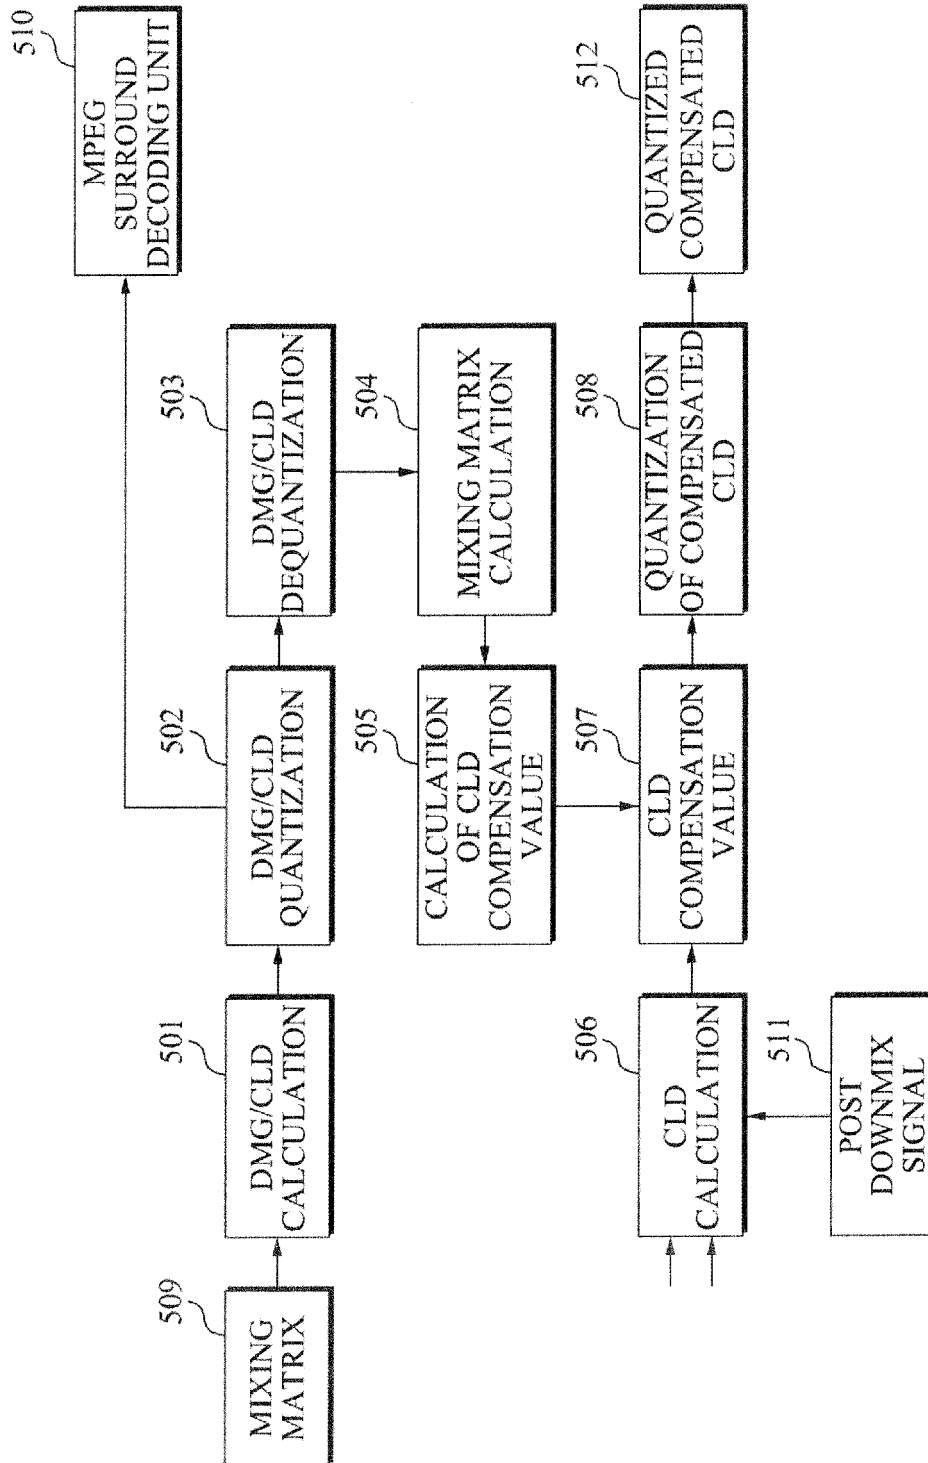 510
MPEG
SURROUND
DECODING UNIT
509
MIXING
MATRIX
501
DMG/CLD
CALCULATION
502
DMG/CLD
QUANTIZATION
503
DMG/CLD
DEQUANTIZATION
505
CALCULATION
OF CLD
COMPENSATION
VALUE
504
MIXING MATRIX
CALCULATION
506
CLD
CALCULATION
507
CLD
COMPENSATION
VALUE
508
QUANTIZATION
OF COMPENSATED
CLD
512
QUANTIZED
COMPENSATED
CLD
511
POST
DOWNMIX
SIGNAL